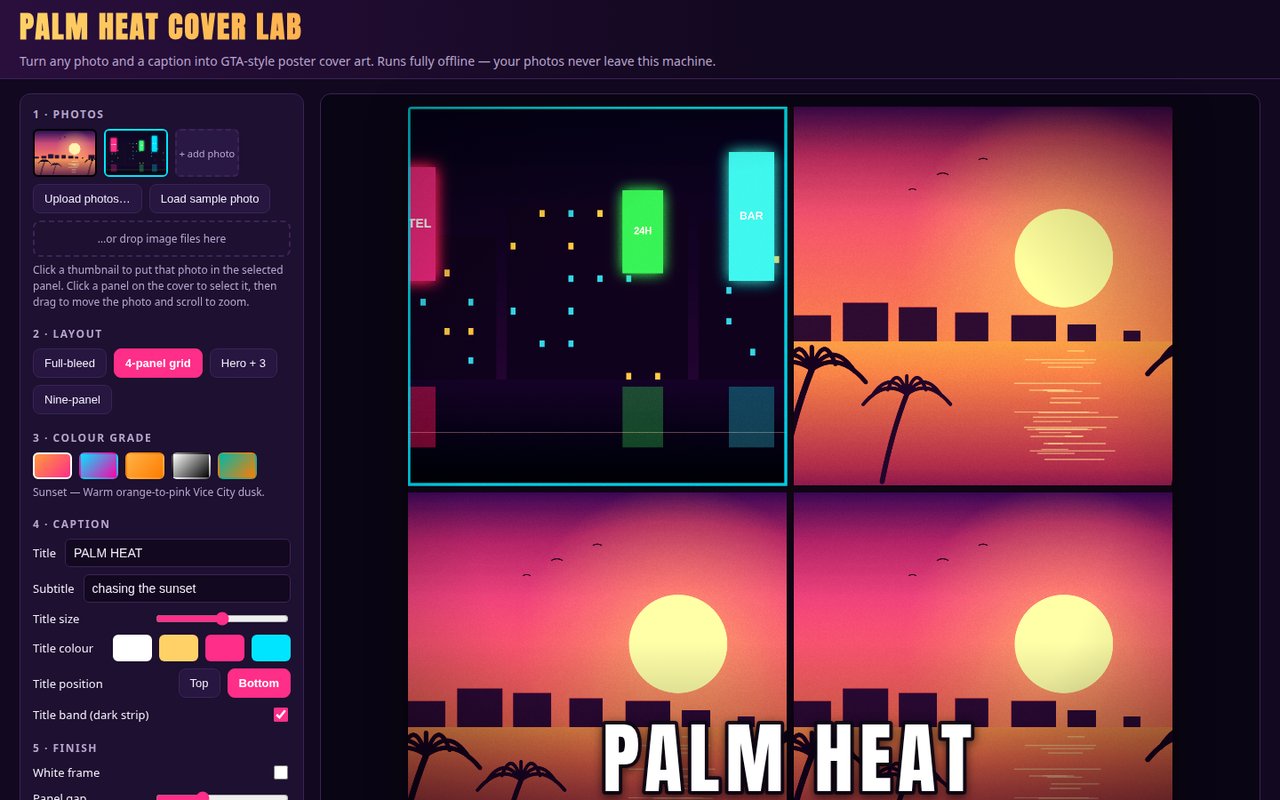 PALM HEAT COVER LAB
Turn any photo and a caption into GTA-style poster cover art. Runs fully offline — your photos never leave this machine.
1 · PHOTOS
+ add photo
Upload photos…
Load sample photo
...or drop image files here
Click a thumbnail to put that photo in the selected
panel. Click a panel on the cover to select it, then
drag to move the photo and scroll to zoom.
2 · LAYOUT
Full-bleed
4-panel grid
Hero + 3
Nine-panel
3 · COLOUR GRADE
Sunset — Warm orange-to-pink Vice City dusk.
4 · CAPTION
Title PALM HEAT
Subtitle chasing the sunset
Title size
Title colour
Title position Top Bottom
Title band (dark strip)
5 · FINISH
White frame
Panel gap
TEL
24H
BAR
PALM HEAT